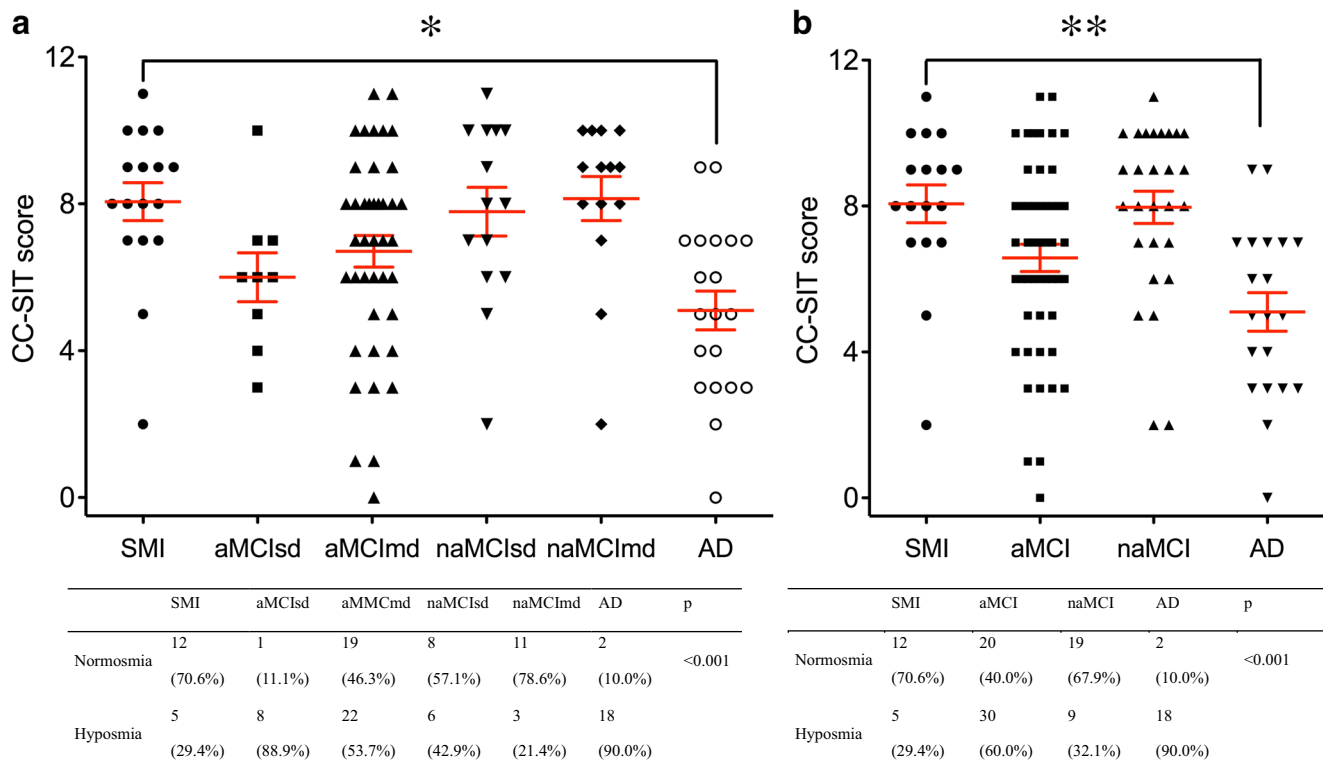 a
*
12
8
4
0
CC-SIT score
SMI aMCIsd aMCImd naMCIsd naMCImd AD
SMI aMCIsd aMMCmd naMCIsd naMCImd AD p
Normosmia 12 1 19 8 11 2 <0.001
(70.6%) (11.1%) (46.3%) (57.1%) (78.6%) (10.0%)
Hyposmia 5 8 22 6 3 18
(29.4%) (88.9%) (53.7%) (42.9%) (21.4%) (90.0%)
b
**
12
8
4
0
CC-SIT score
SMI aMCI naMCI AD
SMI aMCI naMCI AD p
Normosmia 12 20 19 2 <0.001
(70.6%) (40.0%) (67.9%) (10.0%)
Hyposmia 5 30 9 18
(29.4%) (60.0%) (32.1%) (90.0%)